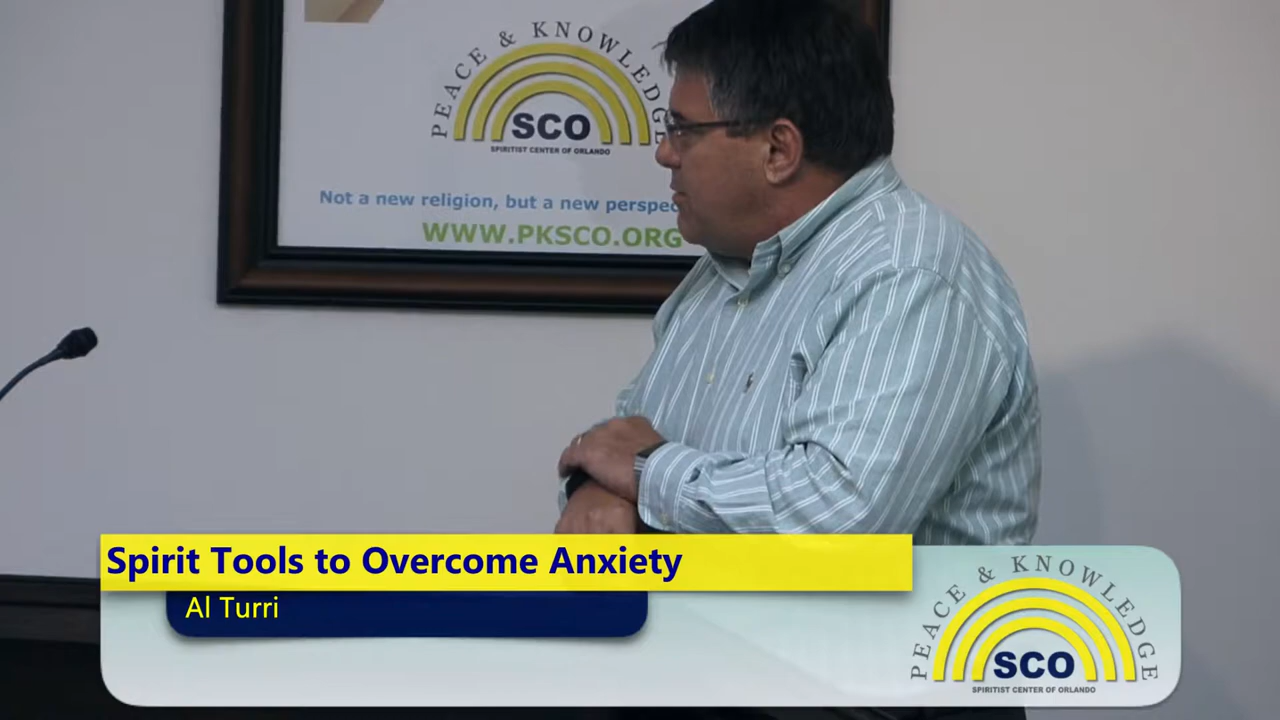 PEACE & KNOWLEDGE
SCO
SPIRITIST CENTER OF ORLANDO
Not a new religion, but a new perspec
WWW.PKSCO.ORG
Spirit Tools to Overcome Anxiety
Al Turri
PEACE & KNOWLEDGE
SCO
SPIRITIST CENTER OF ORLANDO